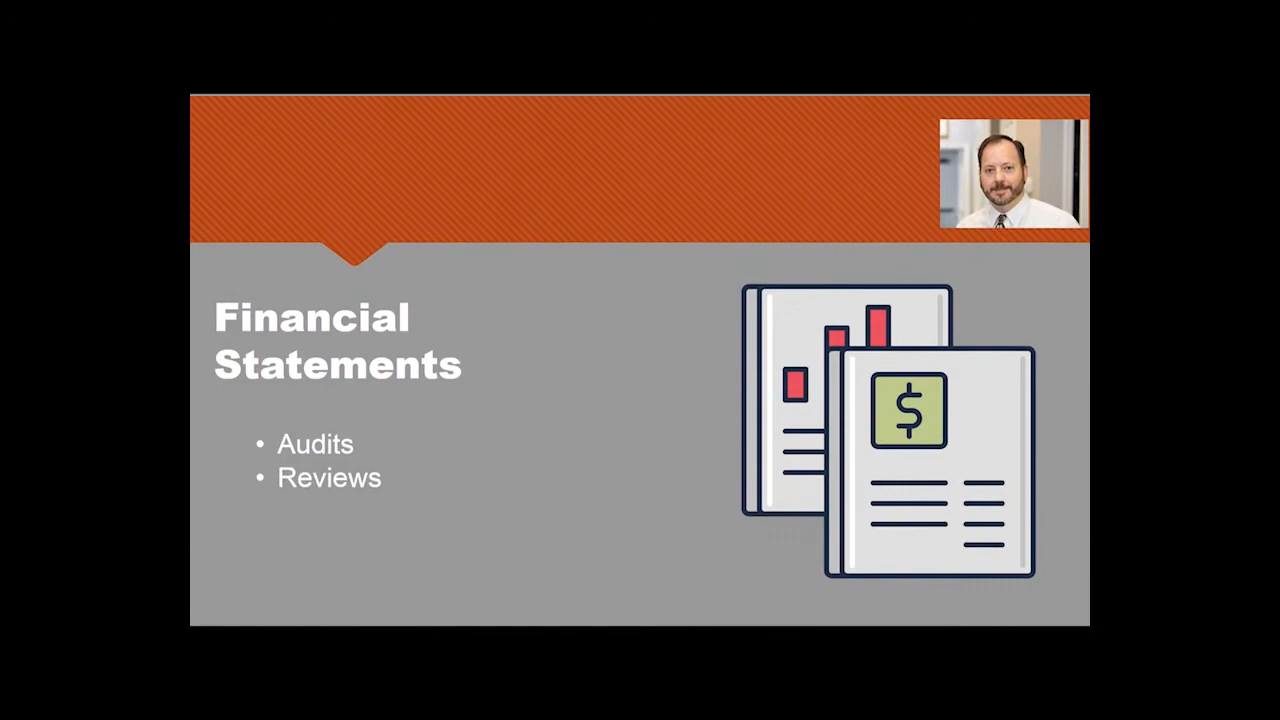 Financial
Statements
• Audits
• Reviews
$